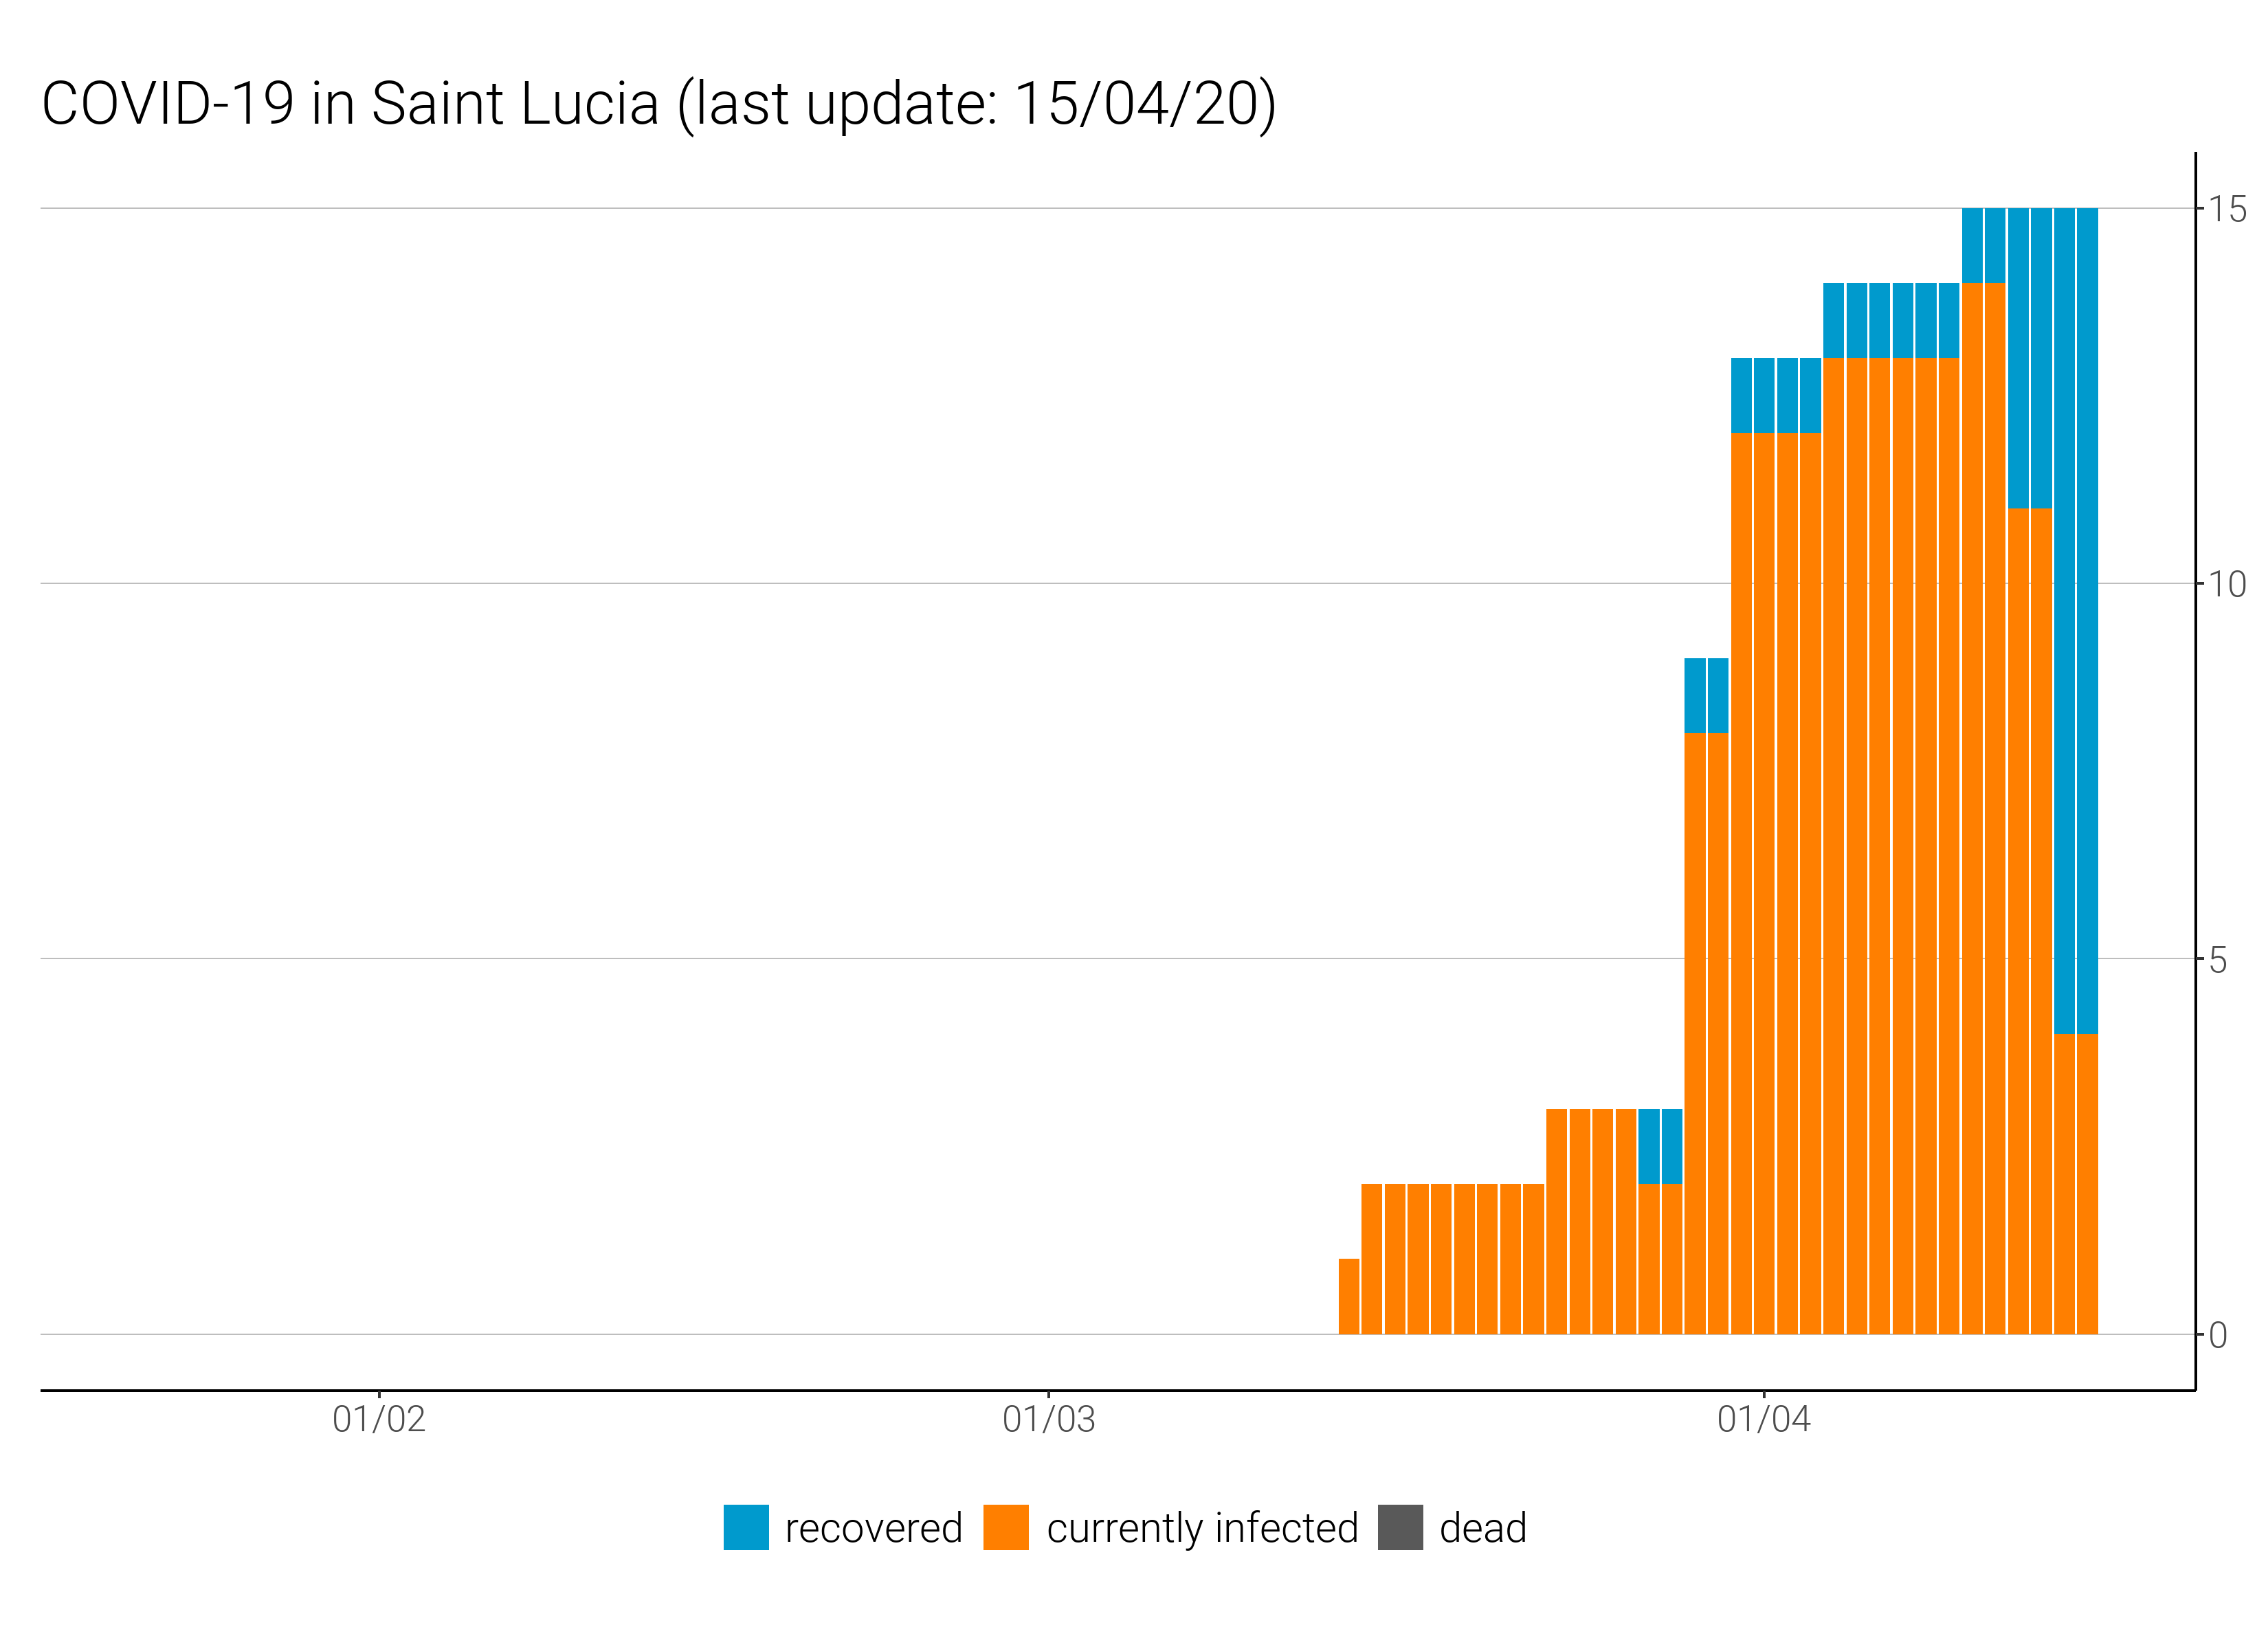 COVID-19 in Saint Lucia (last update: 15/04/20)
15
10
5
0
01/02 01/03 01/04
recovered currently infected dead